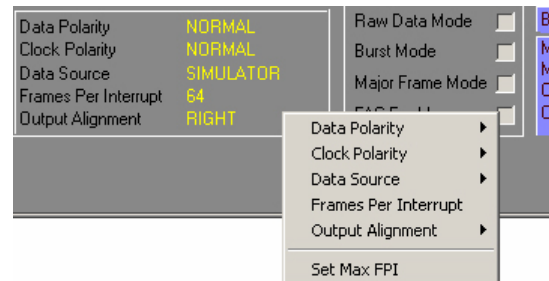 Data Polarity NORMAL
Clock Polarity NORMAL
Data Source SIMULATOR
Frames Per Interrupt 64
Output Alignment RIGHT
Raw Data Mode
Burst Mode
Major Frame Mode
Data Polarity
Clock Polarity
Data Source
Frames Per Interrupt
Output Alignment
Set Max FPI